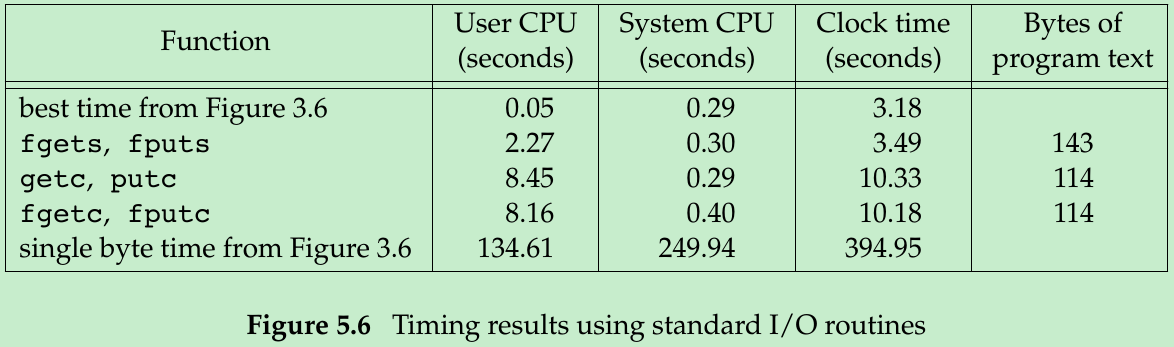 Function User CPU (seconds) System CPU (seconds) Clock time (seconds) Bytes of program text
best time from Figure 3.6 0.05 0.29 3.18
fgets, fputs 2.27 0.30 3.49 143
getc, putc 8.45 0.29 10.33 114
fgetc, fputc 8.16 0.40 10.18 114
single byte time from Figure 3.6 134.61 249.94 394.95
Figure 5.6 Timing results using standard I/O routines